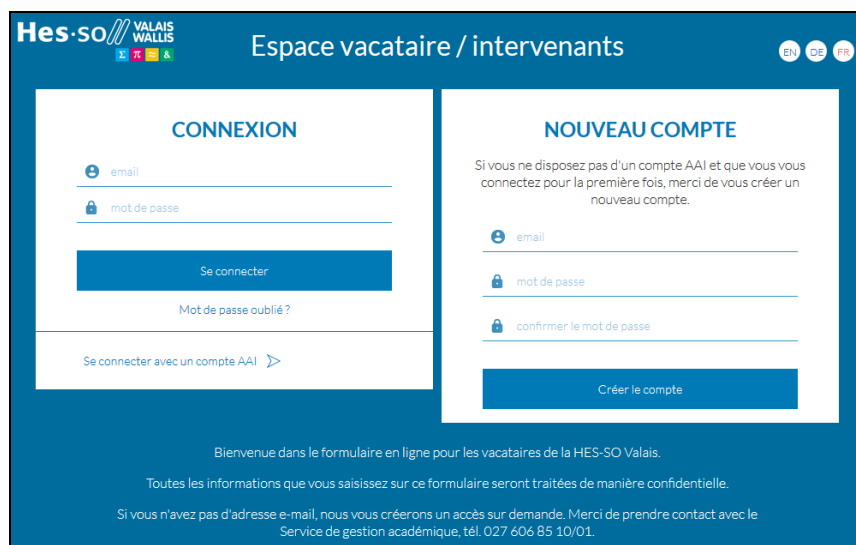 Hes·so/// VALAIS
WALLIS
Σ π ≈ &
Espace vacataire / intervenants
EN DE FR
CONNEXION
email
mot de passe
Se connecter
Mot de passe oublié ?
Se connecter avec un compte AAI
NOUVEAU COMPTE
Si vous ne disposez pas d'un compte AAI et que vous vous
connectez pour la première fois, merci de vous créer un
nouveau compte.
email
mot de passe
confirmer le mot de passe
Créer le compte
Bienvenue dans le formulaire en ligne pour les vacataires de la HES-SO Valais.
Toutes les informations que vous saisissez sur ce formulaire seront traitées de manière confidentielle.
Si vous n'avez pas d'adresse e-mail, nous vous créerons un accès sur demande. Merci de prendre contact avec le
Service de gestion académique, tél. 027 606 85 10/01.